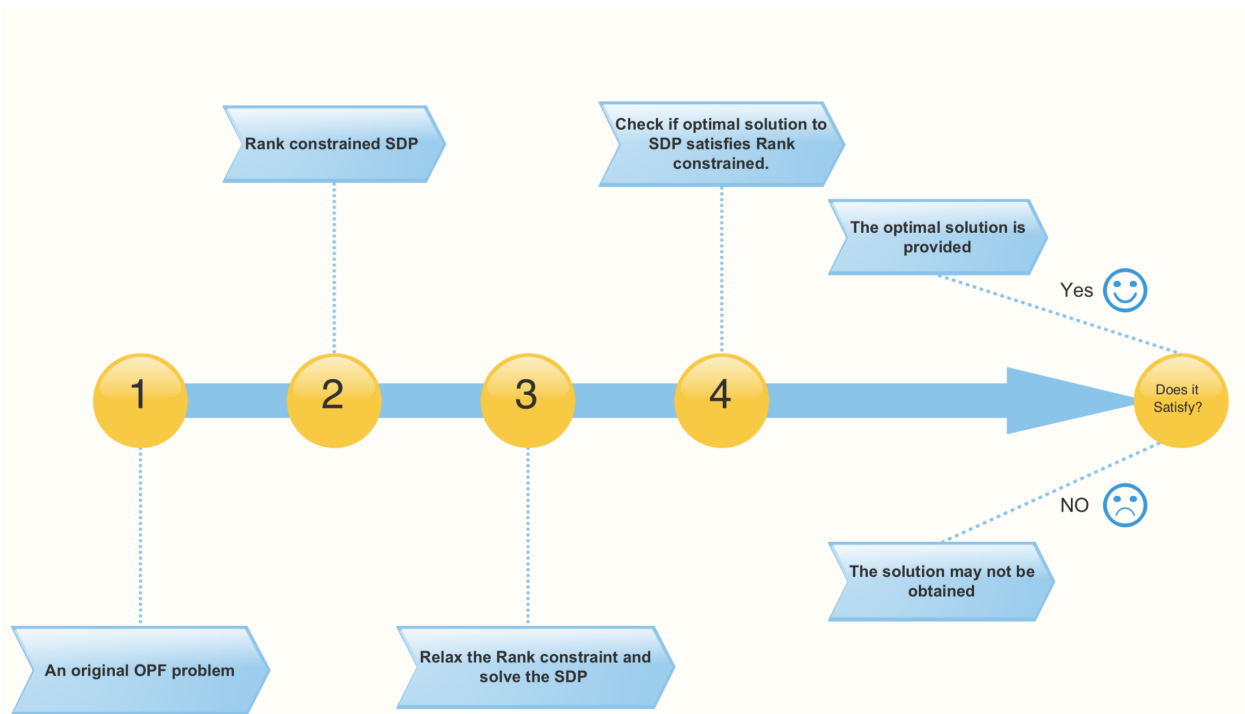 Rank constrained SDP
Check if optimal solution to
SDP satisfies Rank
constrained.
The optimal solution is
provided
Yes
1
2
3
4
Does it
Satisfy?
NO
The solution may not be
obtained
An original OPF problem
Relax the Rank constraint and
solve the SDP